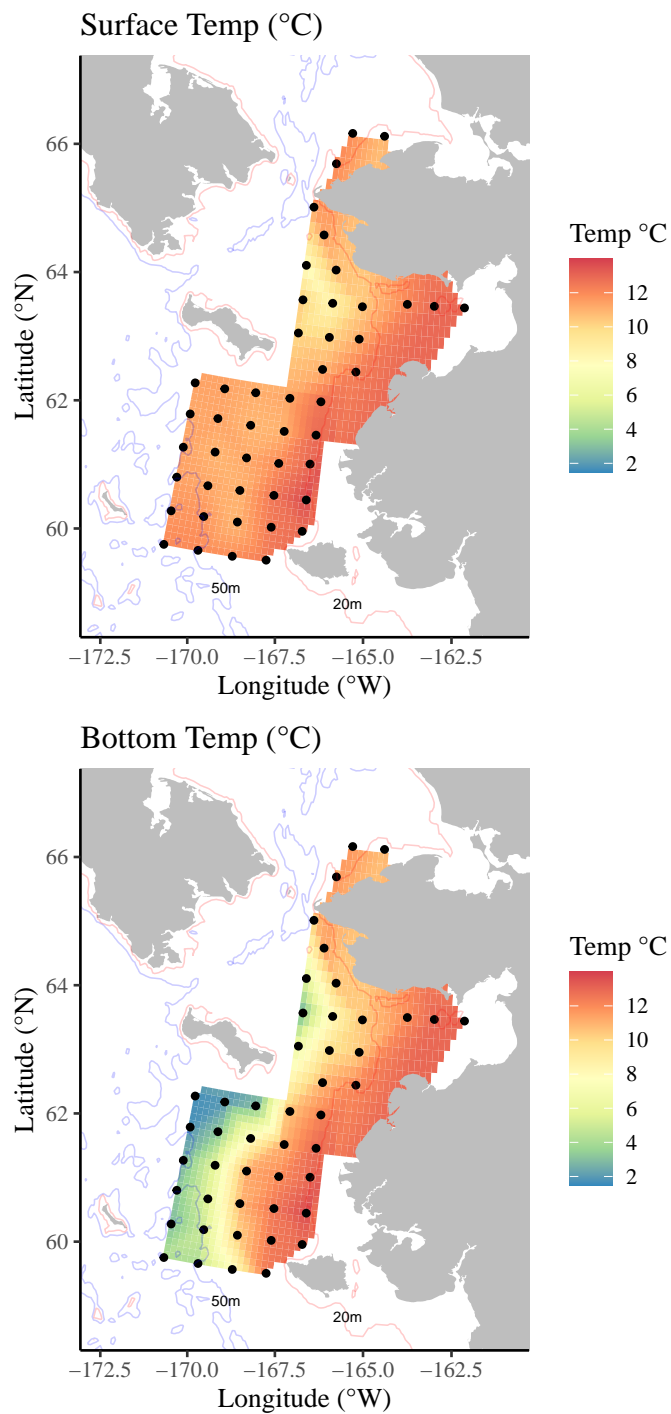 Surface Temp (°C)
66
64
62
60
Latitude (°N)
50m
20m
−172.5 −170.0 −167.5 −165.0 −162.5
Longitude (°W)
Temp °C
12
10
8
6
4
2
Bottom Temp (°C)
66
64
62
60
Latitude (°N)
50m
20m
−172.5 −170.0 −167.5 −165.0 −162.5
Longitude (°W)
Temp °C
12
10
8
6
4
2